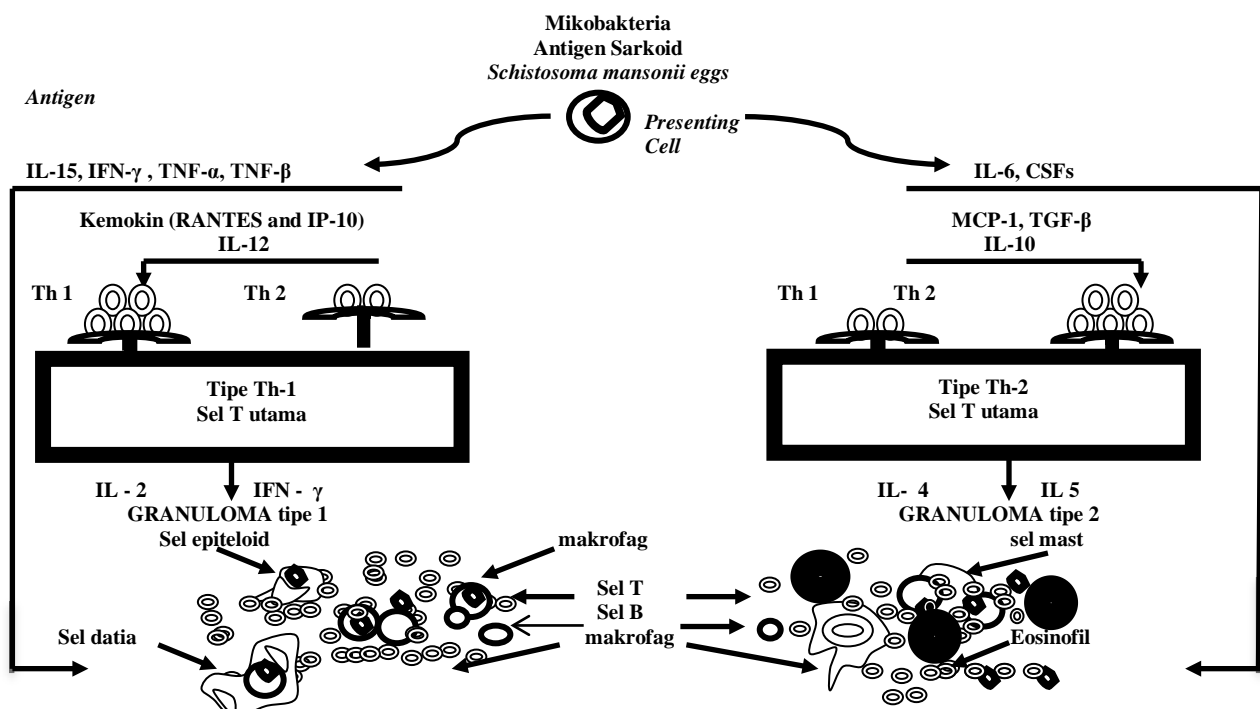 Mikobakteria
Antigen Sarkoid
Schistosoma mansonii eggs
Antigen
Presenting
Cell
IL-15, IFN-γ , TNF-α, TNF-β
IL-6, CSFs
Kemokin (RANTES and IP-10)
IL-12
MCP-1, TGF-β
IL-10
Th 1
Th 2
Th 1
Th 2
Tipe Th-1
Sel T utama
Tipe Th-2
Sel T utama
IL - 2
IFN - γ
GRANULOMA tipe 1
Sel epiteloid
IL- 4
IL 5
GRANULOMA tipe 2
sel mast
makrofag
Sel T
Sel B
makrofag
Sel datia
Eosinofil